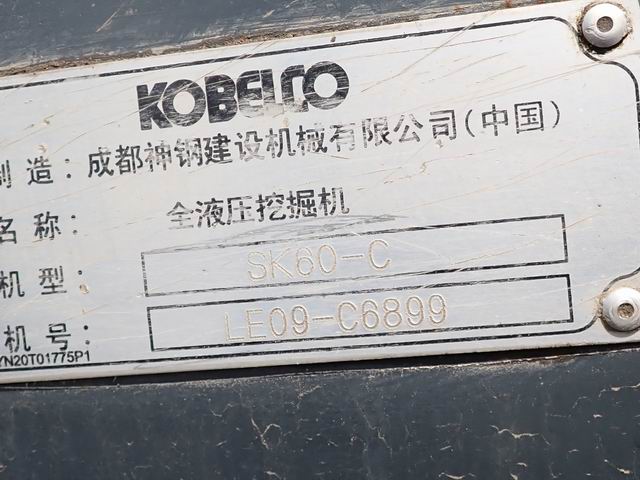 KOBELCO
制造：成都神钢建设机械有限公司(中国)
名称：全液压挖掘机
机型：SK60-C
机号：LE09-C6899
YN20T01775P1